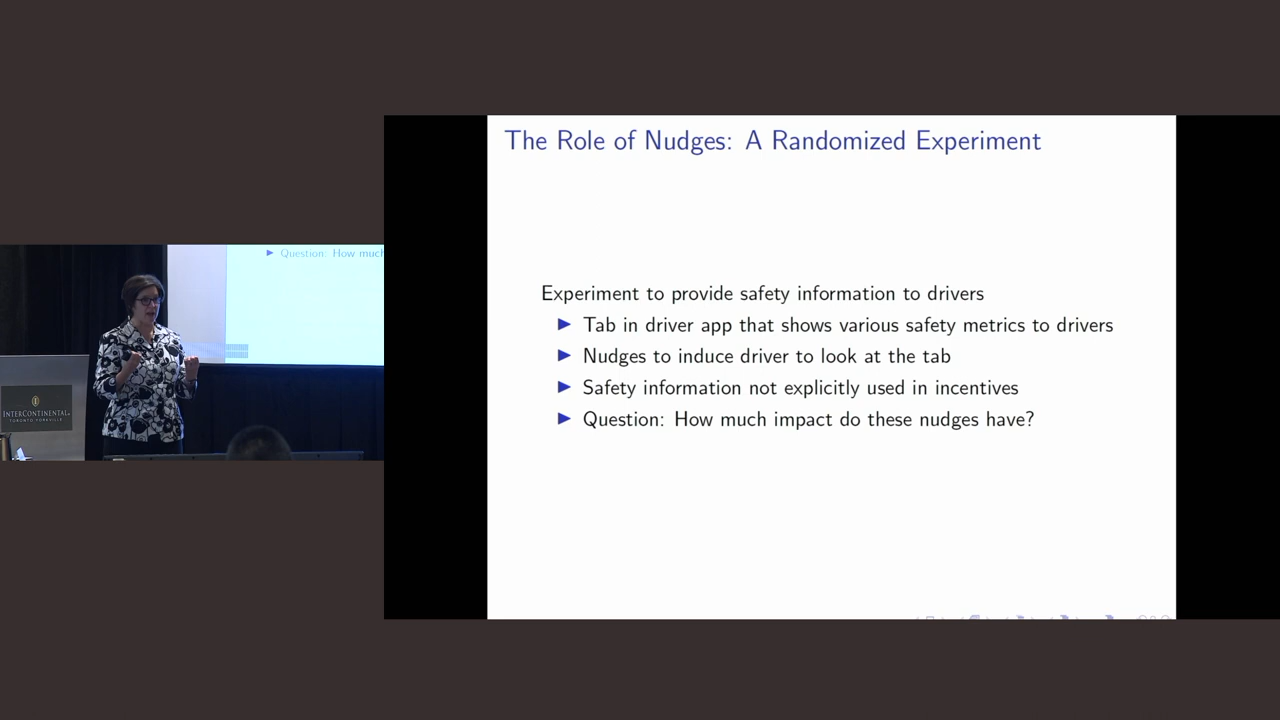 The Role of Nudges: A Randomized Experiment
Experiment to provide safety information to drivers
▶ Tab in driver app that shows various safety metrics to drivers
▶ Nudges to induce driver to look at the tab
▶ Safety information not explicitly used in incentives
▶ Question: How much impact do these nudges have?
▶ Question: How much
INTERCONTINENTAL
TORONTO YORKVILLE